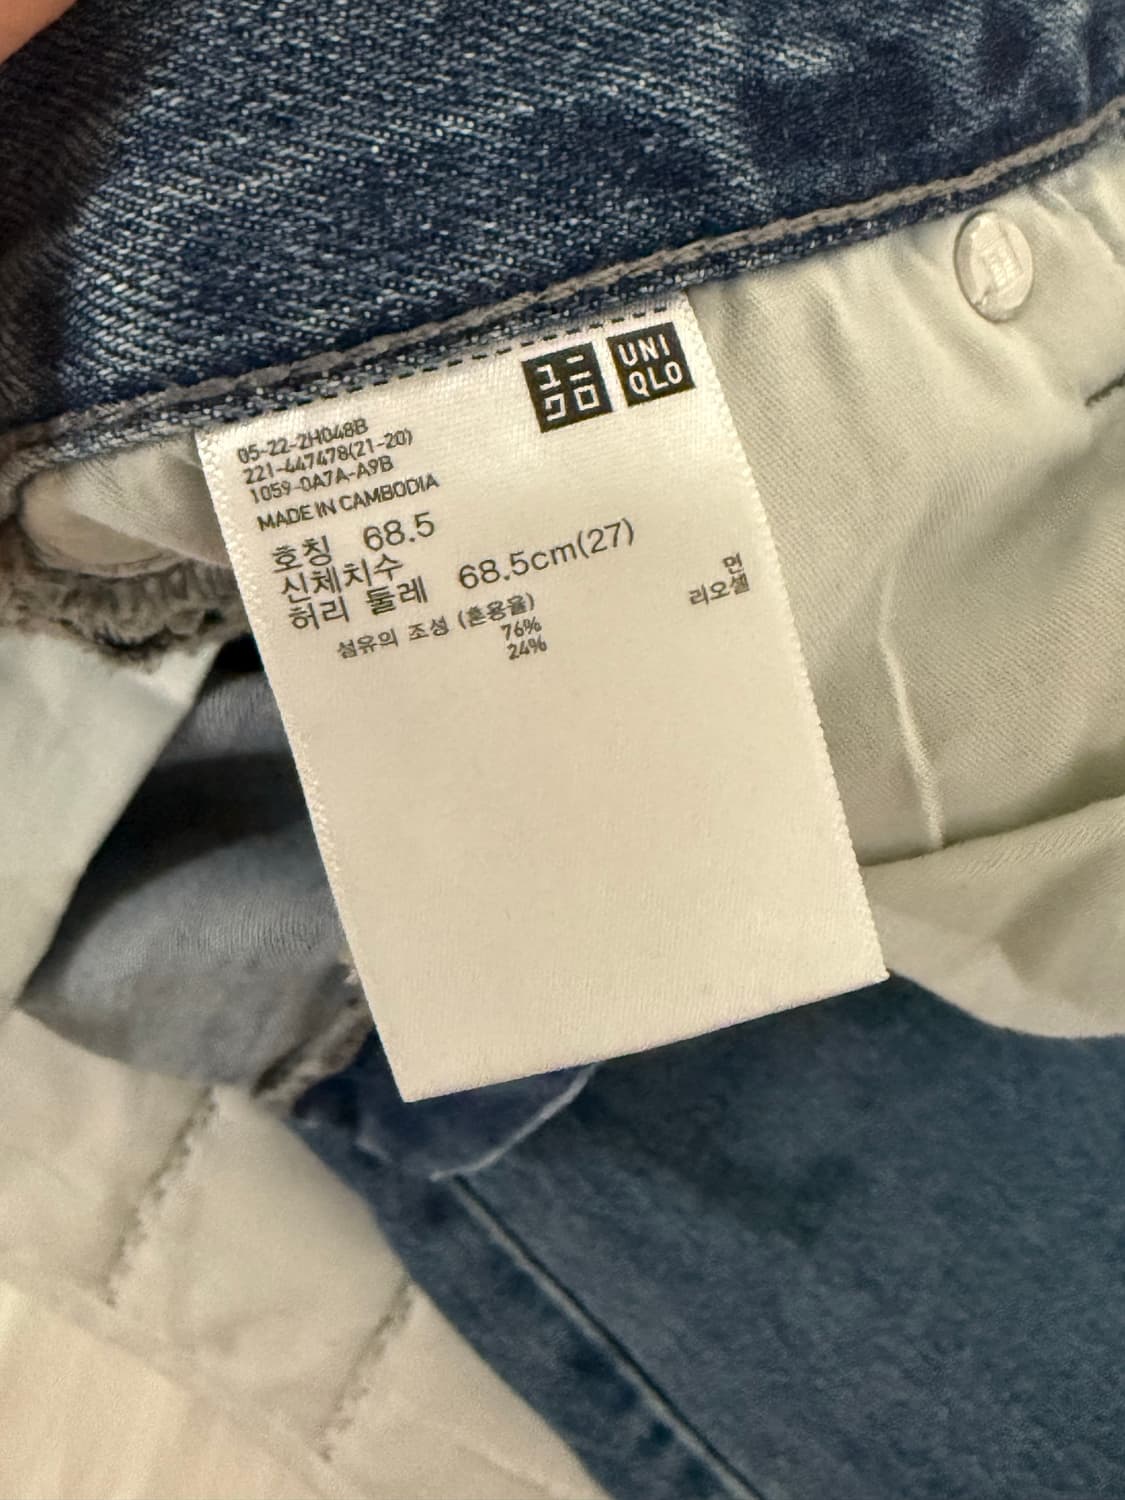 ユニ UNI
クロ QLO
05-22-2H048B
221-447478(21-20)
1059-0A7A-A9B
MADE IN CAMBODIA
호칭 68.5
신체치수
허리 둘레 68.5cm(27)
섬유의 조성 (혼용율)
76% 면
24% 리오셀